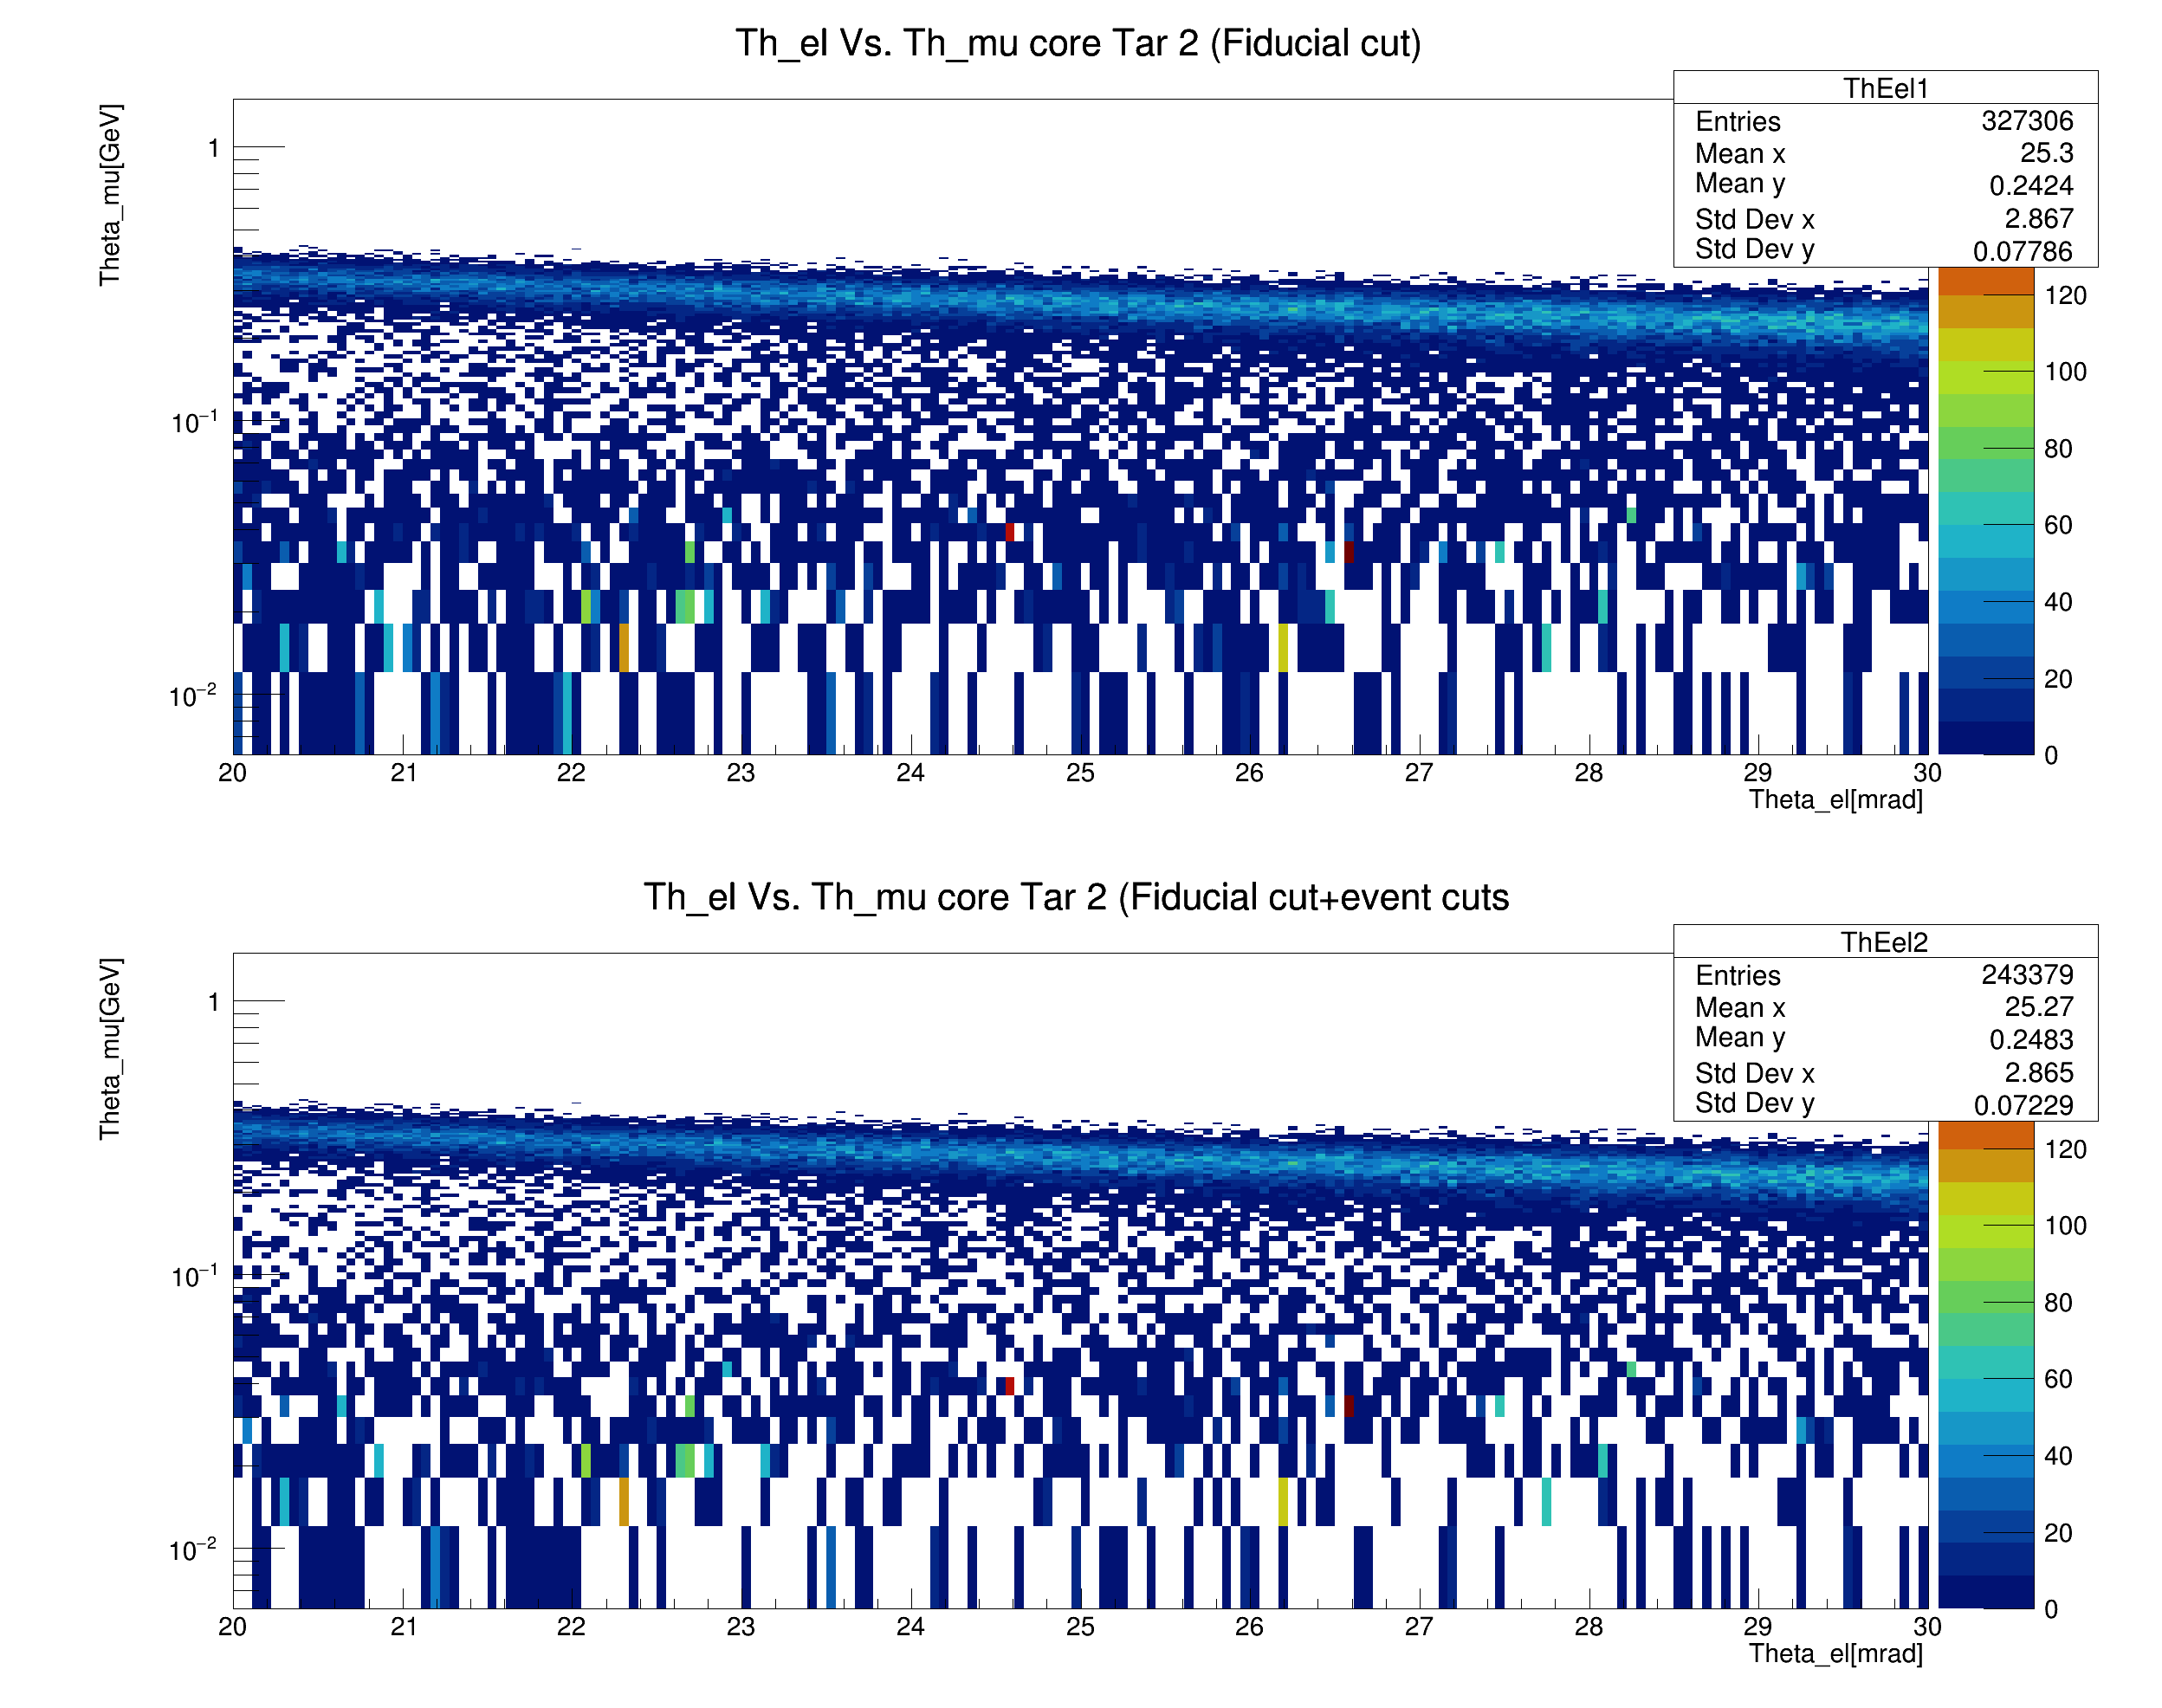 Th_el Vs. Th_mu core Tar 2 (Fiducial cut)
Theta_mu[GeV]
ThEel1
Entries 327306
Mean x 25.3
Mean y 0.2424
Std Dev x 2.867
Std Dev y 0.07786
1
10⁻¹
10⁻²
120
100
80
60
40
20
0
20 21 22 23 24 25 26 27 28 29 30
Theta_el[mrad]
Th_el Vs. Th_mu core Tar 2 (Fiducial cut+event cuts
Theta_mu[GeV]
ThEel2
Entries 243379
Mean x 25.27
Mean y 0.2483
Std Dev x 2.865
Std Dev y 0.07229
1
10⁻¹
10⁻²
120
100
80
60
40
20
0
20 21 22 23 24 25 26 27 28 29 30
Theta_el[mrad]